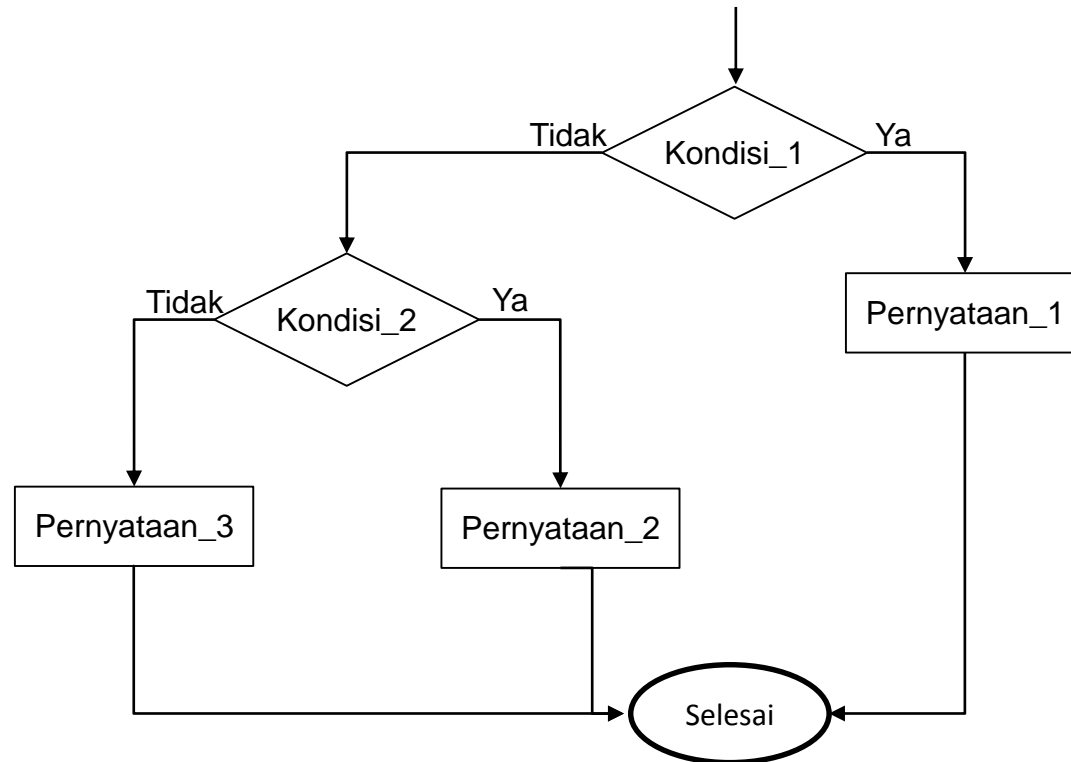 Tidak
Kondisi_1
Ya
Tidak
Kondisi_2
Ya
Pernyataan_1
Pernyataan_3
Pernyataan_2
Selesai